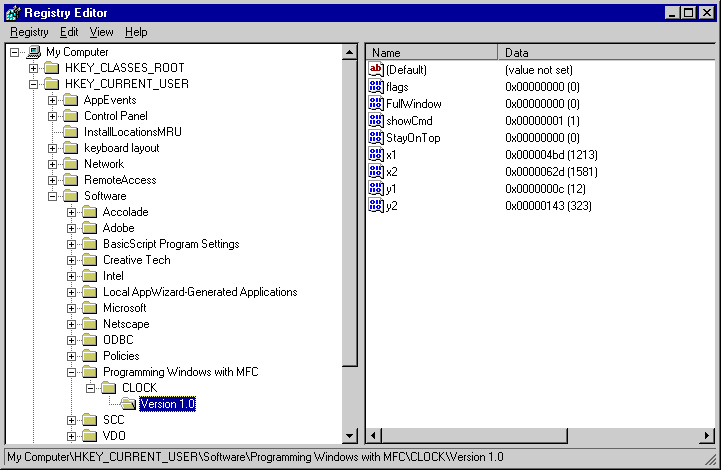 Registry Editor
Registry Edit View Help
My Computer
HKEY_CLASSES_ROOT
HKEY_CURRENT_USER
AppEvents
Control Panel
InstallLocationsMRU
keyboard layout
Network
RemoteAccess
Software
Accolade
Adobe
BasicScript Program Settings
Creative Tech
Intel
Local AppWizard-Generated Applications
Microsoft
Netscape
ODBC
Policies
Programming Windows with MFC
CLOCK
Version 1.0
SCC
VDO
Name Data
(Default) (value not set)
flags 0x00000000 (0)
FullWindow 0x00000000 (0)
showCmd 0x00000001 (1)
StayOnTop 0x00000000 (0)
x1 0x000004bd (1213)
x2 0x0000062d (1581)
y1 0x0000000c (12)
y2 0x00000143 (323)
My Computer\HKEY_CURRENT_USER\Software\Programming Windows with MFC\CLOCK\Version 1.0